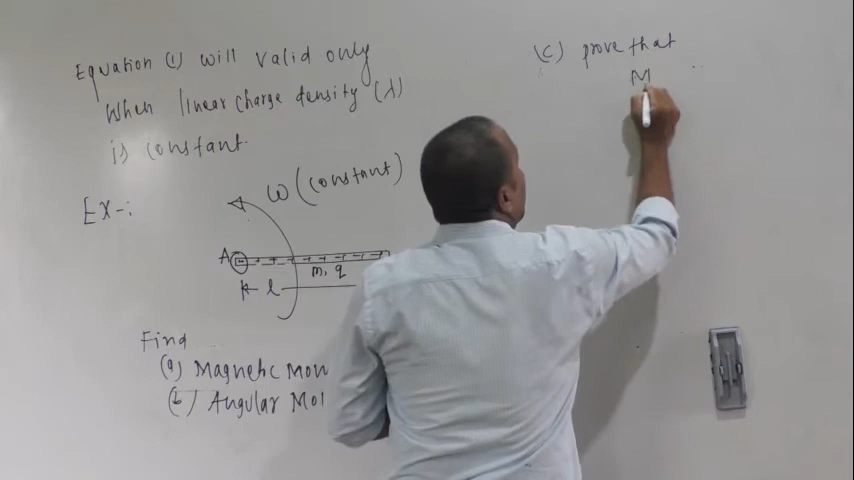 Equation (1) will valid only
when linear charge density (λ)
is constant.
Ex-:
ω (constant)
A
m, q
l
Find
(a) Magnetic Mom
(b) Angular Mo
(c) prove that
M